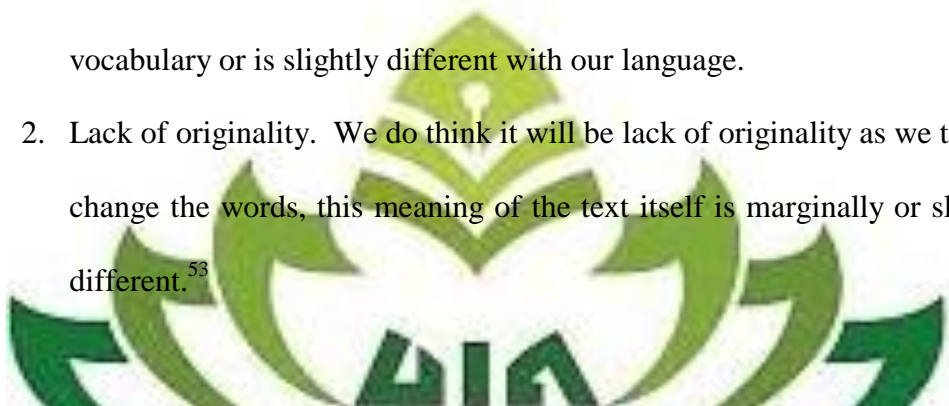 vocabulary or is slightly different with our language.
2. Lack of originality. We do think it will be lack of originality as we
change the words, this meaning of the text itself is marginally or
different.53